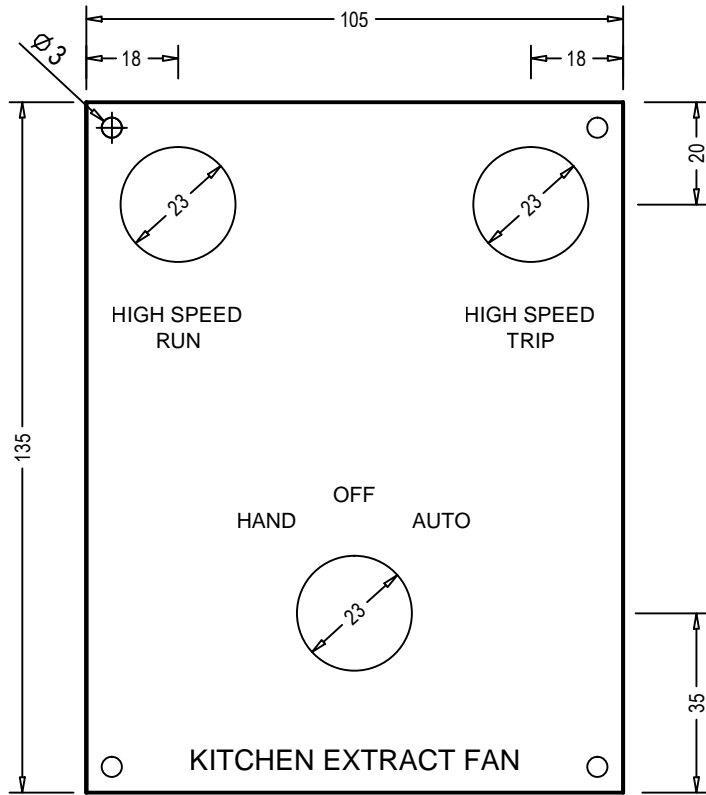 105
18
18
Ø3
20
23
23
HIGH SPEED
RUN
HIGH SPEED
TRIP
135
OFF
HAND
AUTO
23
35
KITCHEN EXTRACT FAN